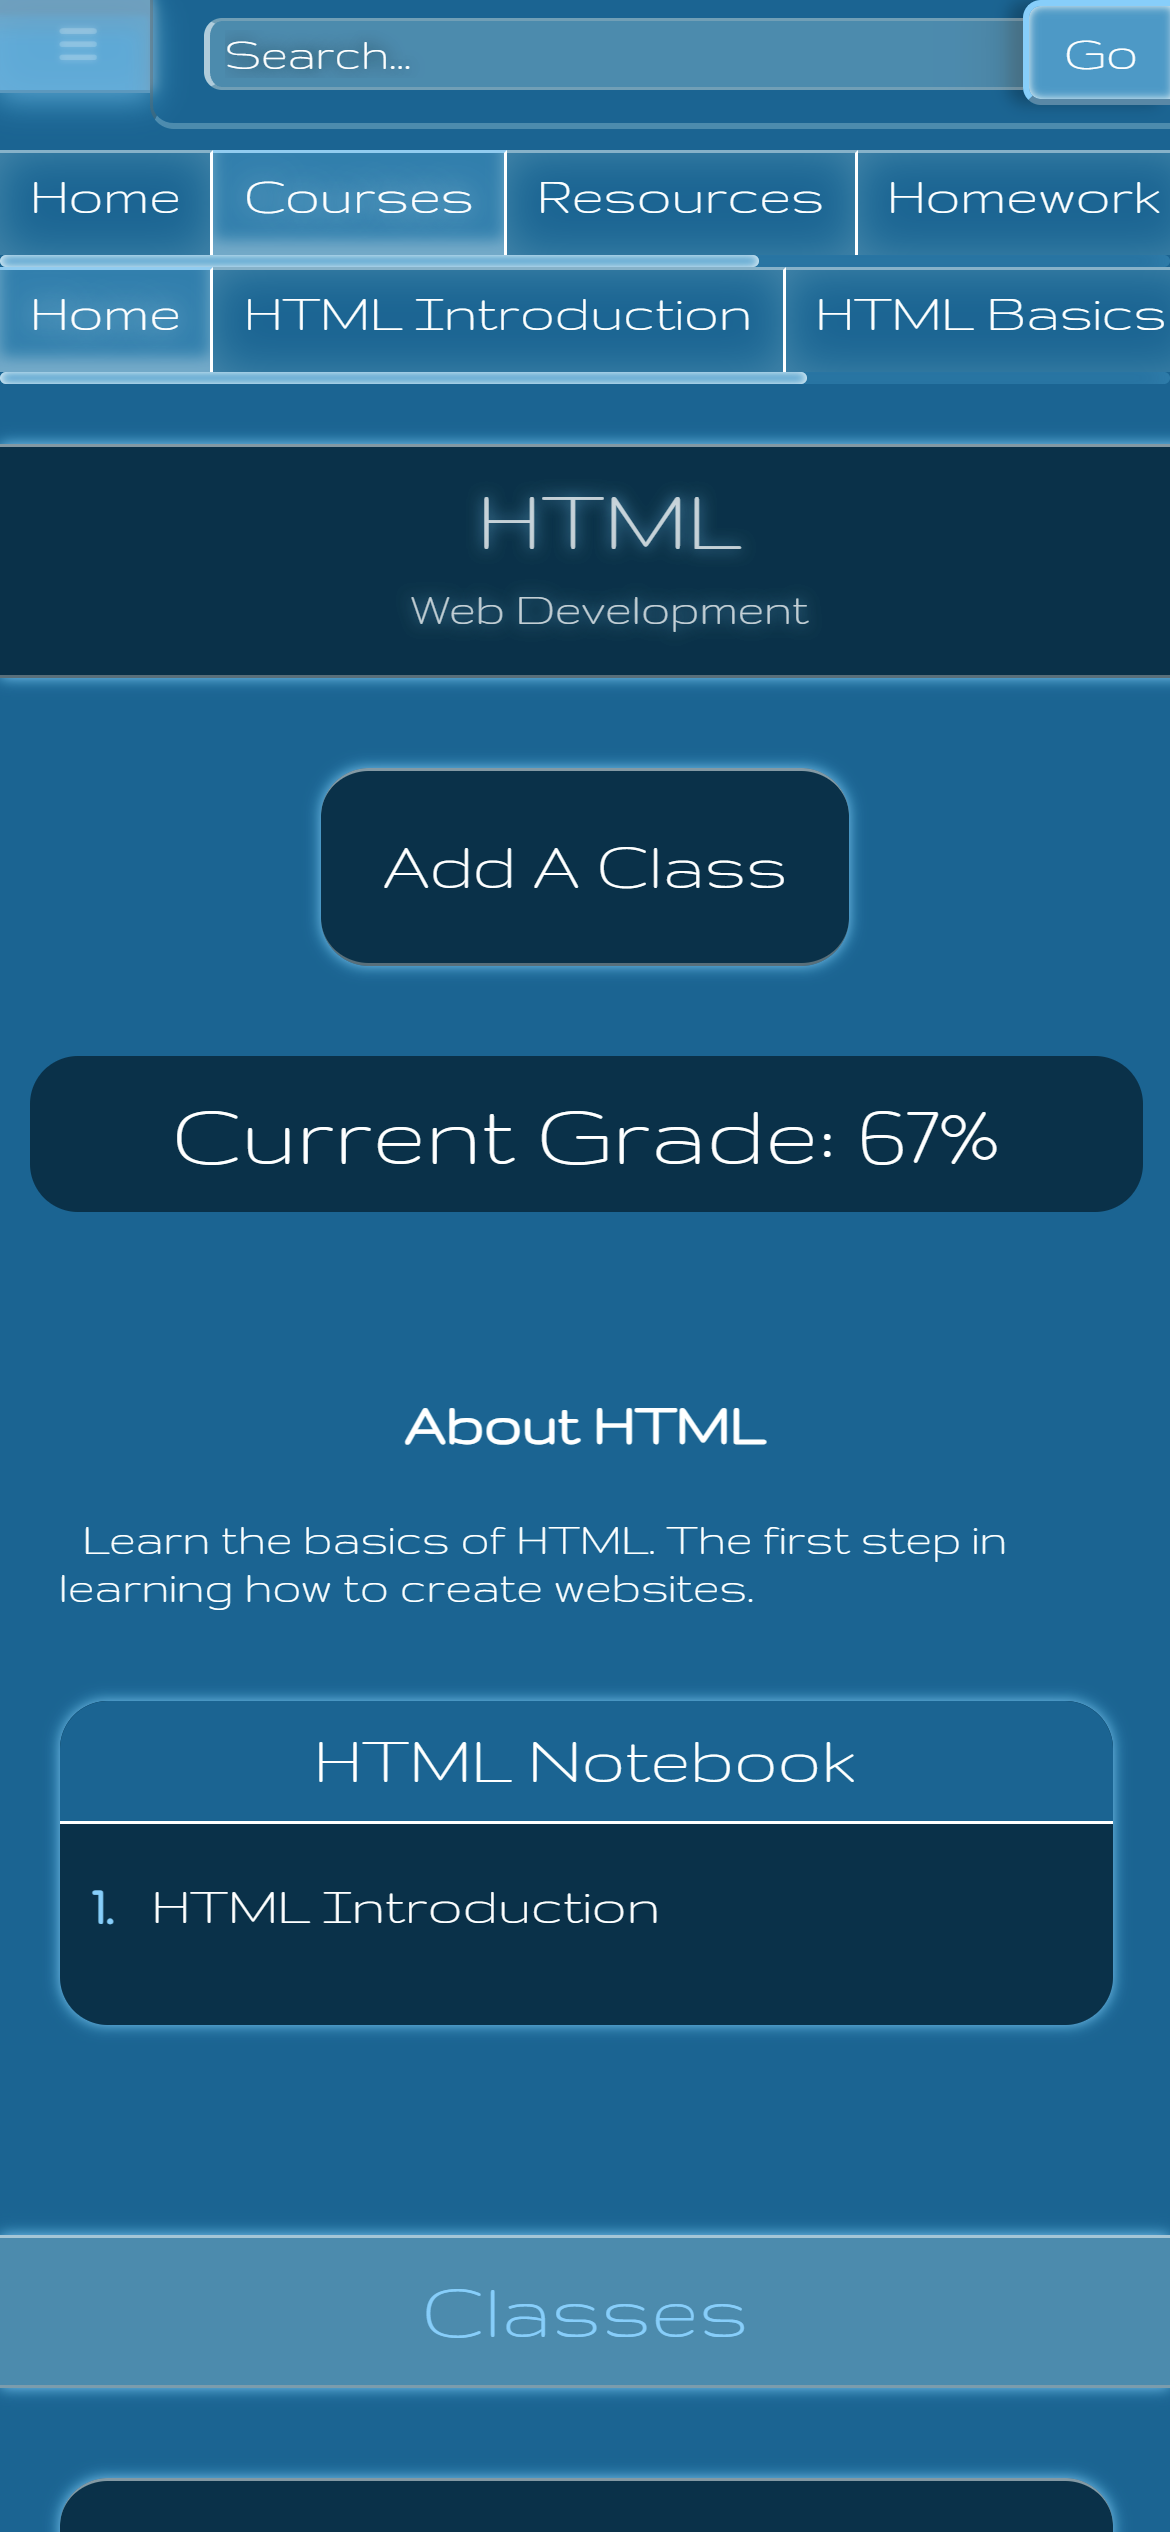 Search...
Go
Home
Courses
Resources
Homework
Home
HTML Introduction
HTML Basics
HTML
Web Development
Add A Class
Current Grade: 67%
About HTML
Learn the basics of HTML. The first step in
learning how to create websites.
HTML Notebook
1. HTML Introduction
Classes